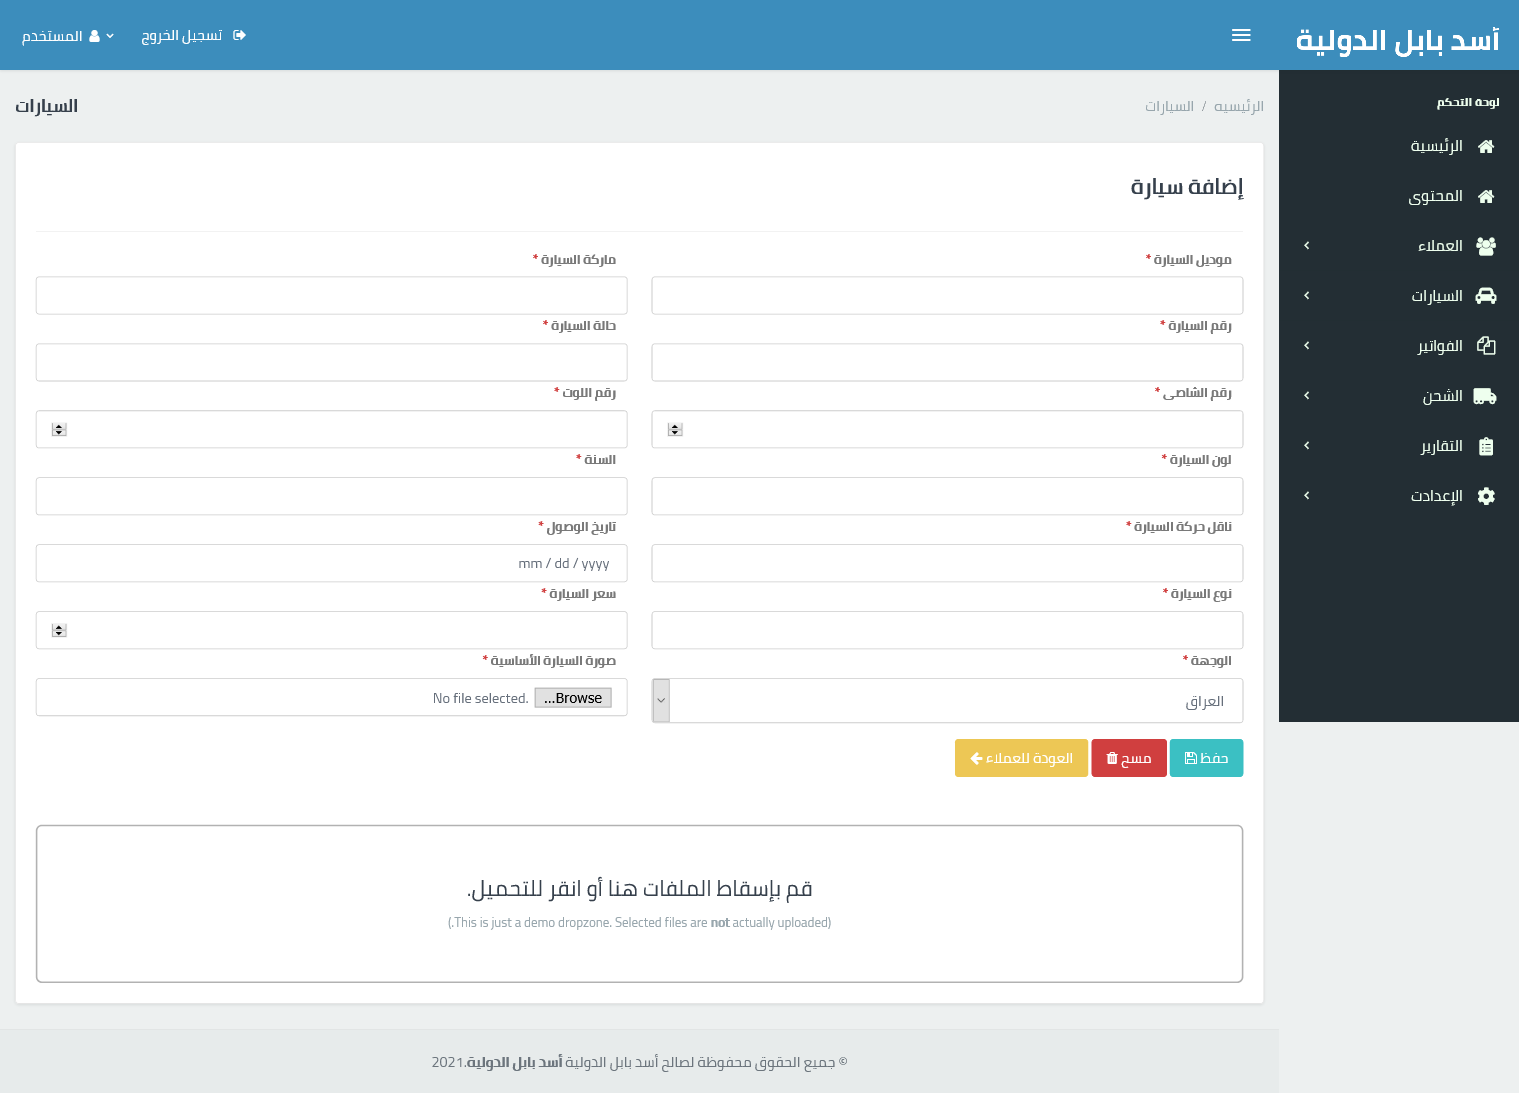 أسد بابل الدولية
تسجيل الخروج
المستخدم
لوحة التحكم
الرئيسية
المحتوى
العملاء
السيارات
الفواتير
الشحن
التقارير
الإعدادت
الرئيسيه / السيارات
السيارات
إضافة سيارة
موديل السيارة *
ماركة السيارة *
رقم السيارة *
حالة السيارة *
رقم الشاصى *
رقم اللوت *
لون السيارة *
السنة *
ناقل حركة السيارة *
تاريخ الوصول *
mm / dd / yyyy
نوع السيارة *
سعر السيارة *
الوجهة *
العراق
صورة السيارة الأساسية *
Browse...
No file selected.
حفظ
مسح
العودة للعملاء
قم بإسقاط الملفات هنا أو انقر للتحميل.
(This is just a demo dropzone. Selected files are not actually uploaded.)
© جميع الحقوق محفوظة لصالح أسد بابل الدولية أسد بابل الدولية.2021